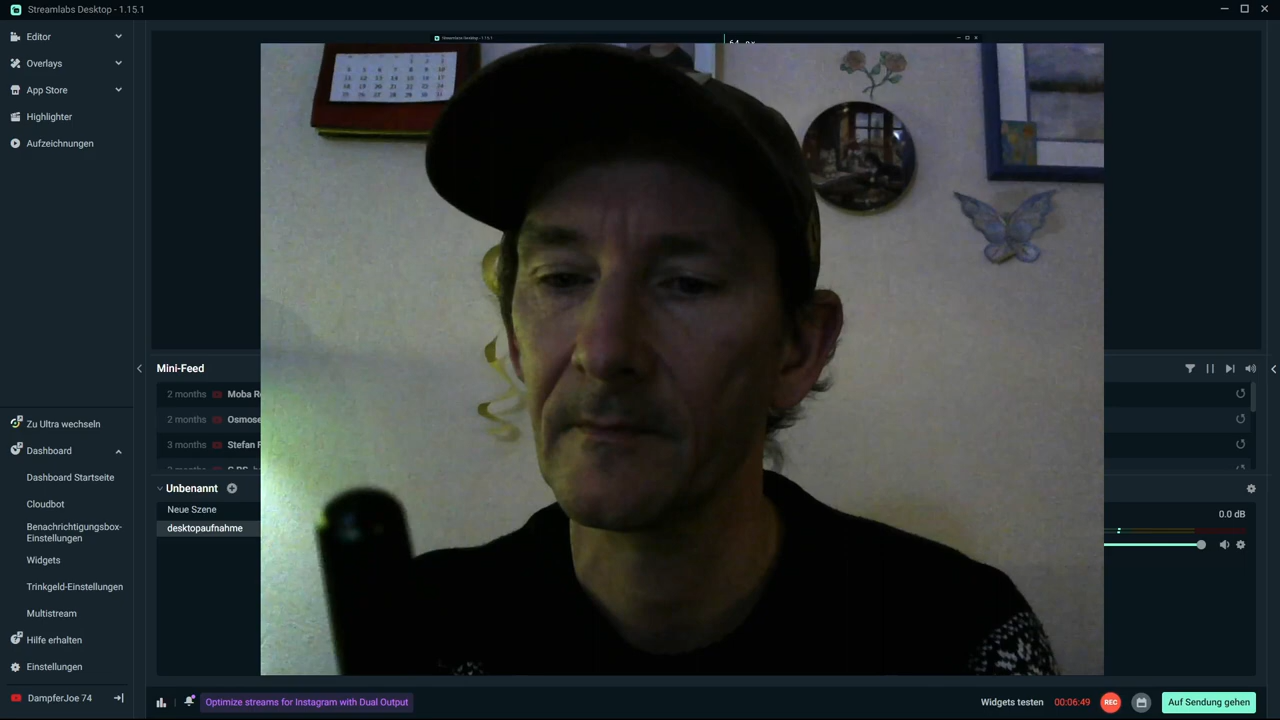 Streamlabs Desktop - 1.15.1
Editor
Overlays
App Store
Highlighter
Aufzeichnungen
Mini-Feed
2 months Moba R
2 months Osmose
3 months Stefan F
Unbenannt
Neue Szene
desktopaufnahme
0.0 dB
Zu Ultra wechseln
Dashboard
Dashboard Startseite
Cloudbot
Benachrichtigungsbox-
Einstellungen
Widgets
Trinkgeld-Einstellungen
Multistream
Hilfe erhalten
Einstellungen
DampferJoe 74
Optimize streams for Instagram with Dual Output
Widgets testen
00:06:49
REC
Auf Sendung gehen